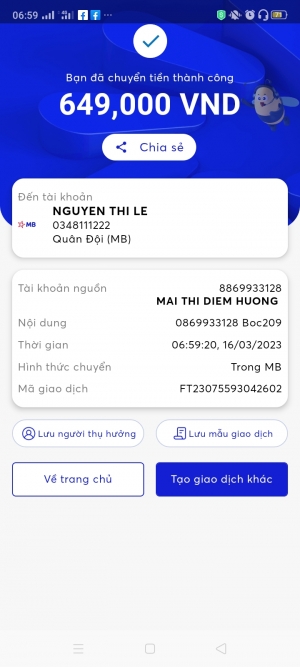 06:59
Bạn đã chuyển tiền thành công
649,000 VND
Chia sẻ
Đến tài khoản
NGUYEN THI LE
MB
0348111222
Quân Đội (MB)
Tài khoản nguồn 8869933128
MAI THI DIEM HUONG
Nội dung 0869933128 Boc209
Thời gian 06:59:20, 16/03/2023
Hình thức chuyển Trong MB
Mã giao dịch FT23075593042602
Lưu người thụ hưởng Lưu mẫu giao dịch
Về trang chủ Tạo giao dịch khác